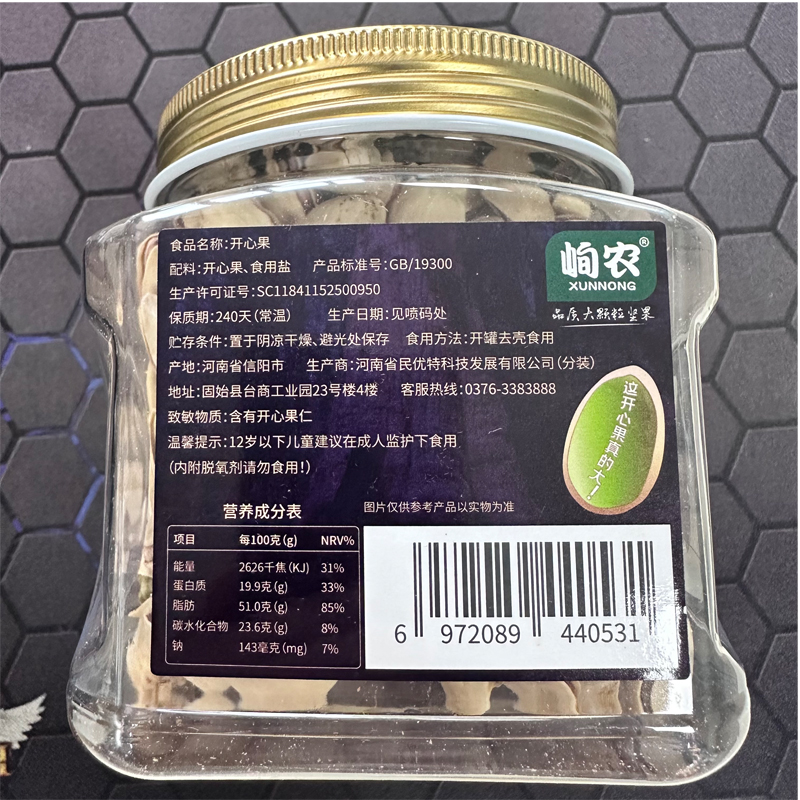 食品名称:开心果
配料:开心果、食用盐 产品标准号:GB/19300
生产许可证号:SC11841152500950
保质期:240天(常温) 生产日期:见喷码处
贮存条件:置于阴凉干燥、避光处保存 食用方法:开罐去壳食用
产地:河南省信阳市 生产商:河南省民优特科技发展有限公司(分装)
地址:固始县台商工业园23号楼4楼 客服热线:0376-3383888
致敏物质:含有开心果仁
温馨提示:12岁以下儿童建议在成人监护下食用
(内附脱氧剂请勿食用!)
峋农®
XUNNONG
品质大颗粒坚果
这开心果真的大!
营养成分表
项目 每100克(g) NRV%
能量 2626千焦(KJ) 31%
蛋白质 19.9克(g) 33%
脂肪 51.0克(g) 85%
碳水化合物 23.6克(g) 8%
钠 143毫克(mg) 7%
图片仅供参考产品以实物为准
6 972089 440531